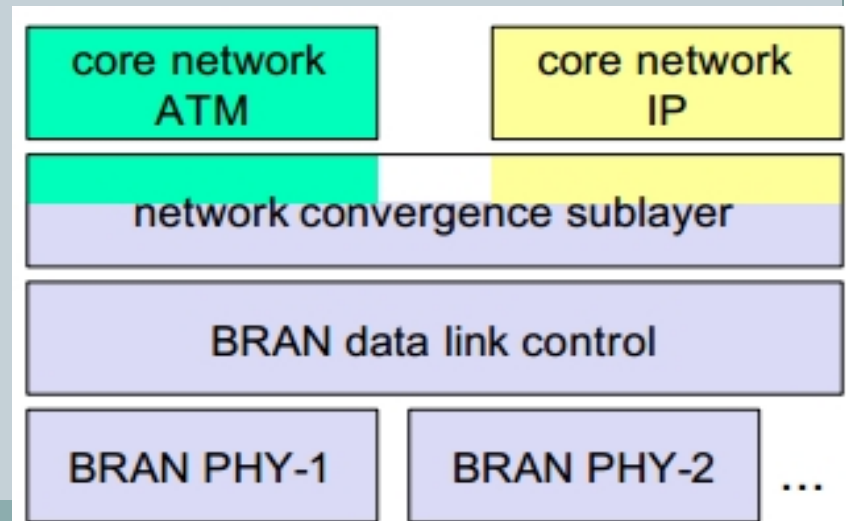 core network
ATM
core network
IP
network convergence sublayer
BRAN data link control
BRAN PHY-1
BRAN PHY-2
...